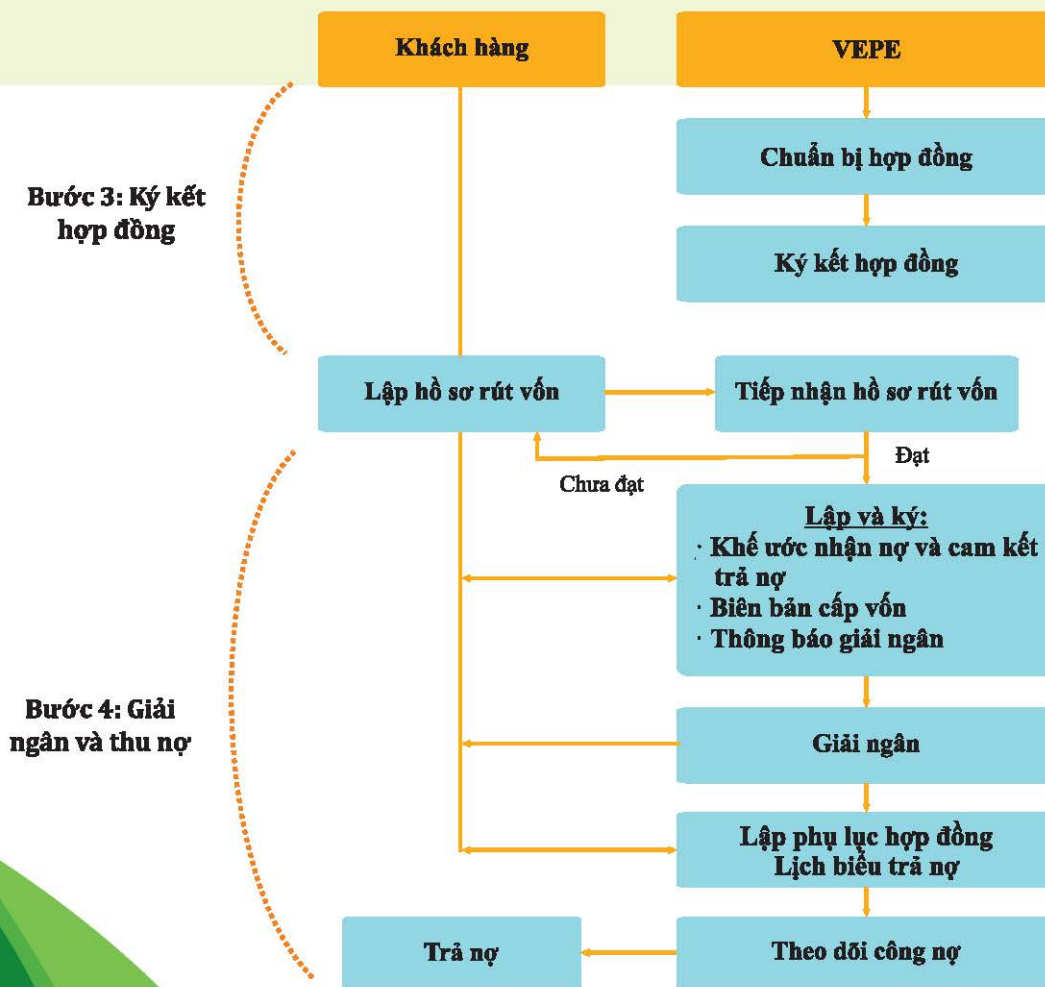 Khách hàng
VEPE
Chuẩn bị hợp đồng
Bước 3: Ký kết
hợp đồng
Ký kết hợp đồng
Lập hồ sơ rút vốn
Tiếp nhận hồ sơ rút vốn
Đạt
Chưa đạt
Lập và ký:
· Khế ước nhận nợ và cam kết
trả nợ
· Biên bản cấp vốn
· Thông báo giải ngân
Bước 4: Giải
ngân và thu nợ
Giải ngân
Lập phụ lục hợp đồng
Lịch biểu trả nợ
Trả nợ
Theo dõi công nợ